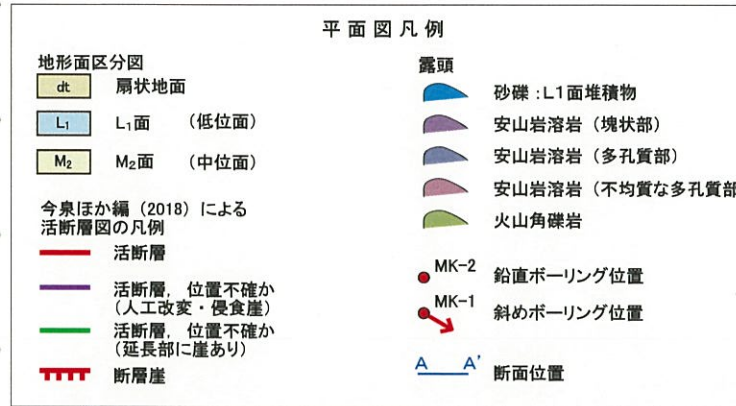 平面図凡例
地形面区分図
dt 扇状地面
L₁ L₁面 （低位面）
M₂ M₂面 （中位面）
今泉ほか編（2018）による
活断層図の凡例
活断層
活断層，位置不確か
（人工改変・侵食崖）
活断層，位置不確か
（延長部に崖あり）
断層崖
露頭
砂礫：L1面堆積物
安山岩溶岩（塊状部）
安山岩溶岩（多孔質部）
安山岩溶岩（不均質な多孔質部
火山角礫岩
MK-2 鉛直ボーリング位置
MK-1 斜めボーリング位置
A A' 断面位置